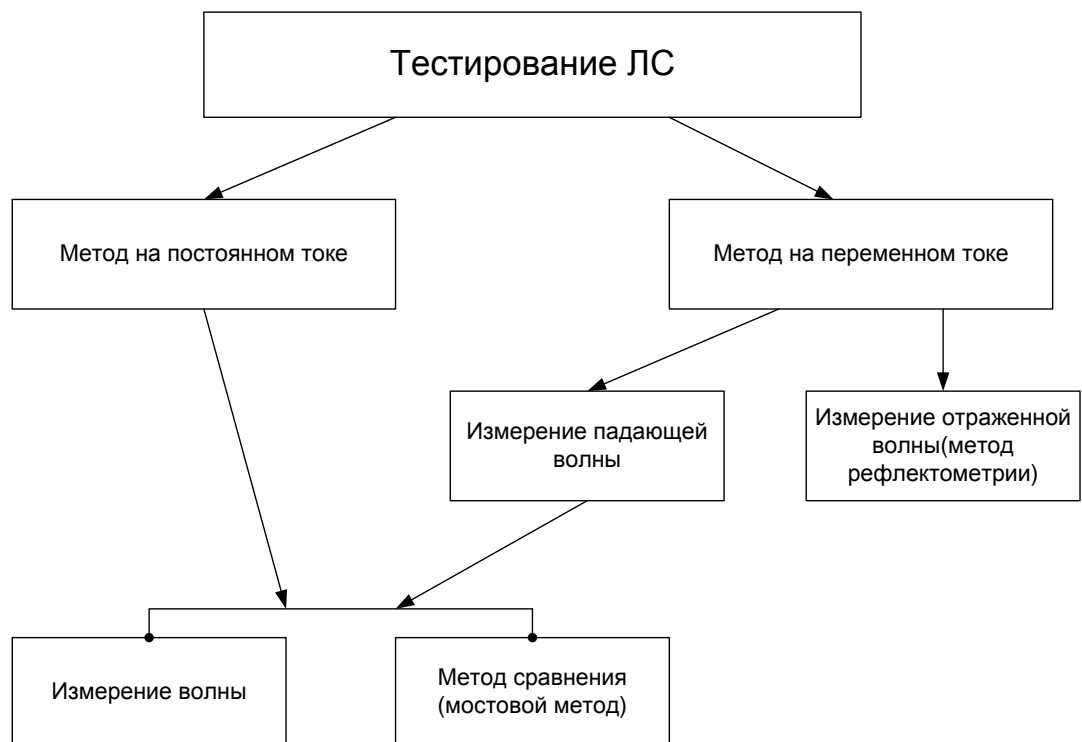 Тестирование ЛС
Метод на постоянном токе
Метод на переменном токе
Измерение падающей
волны
Измерение отраженной
волны(метод
рефлектометрии)
Измерение волны
Метод сравнения
(мостовой метод)